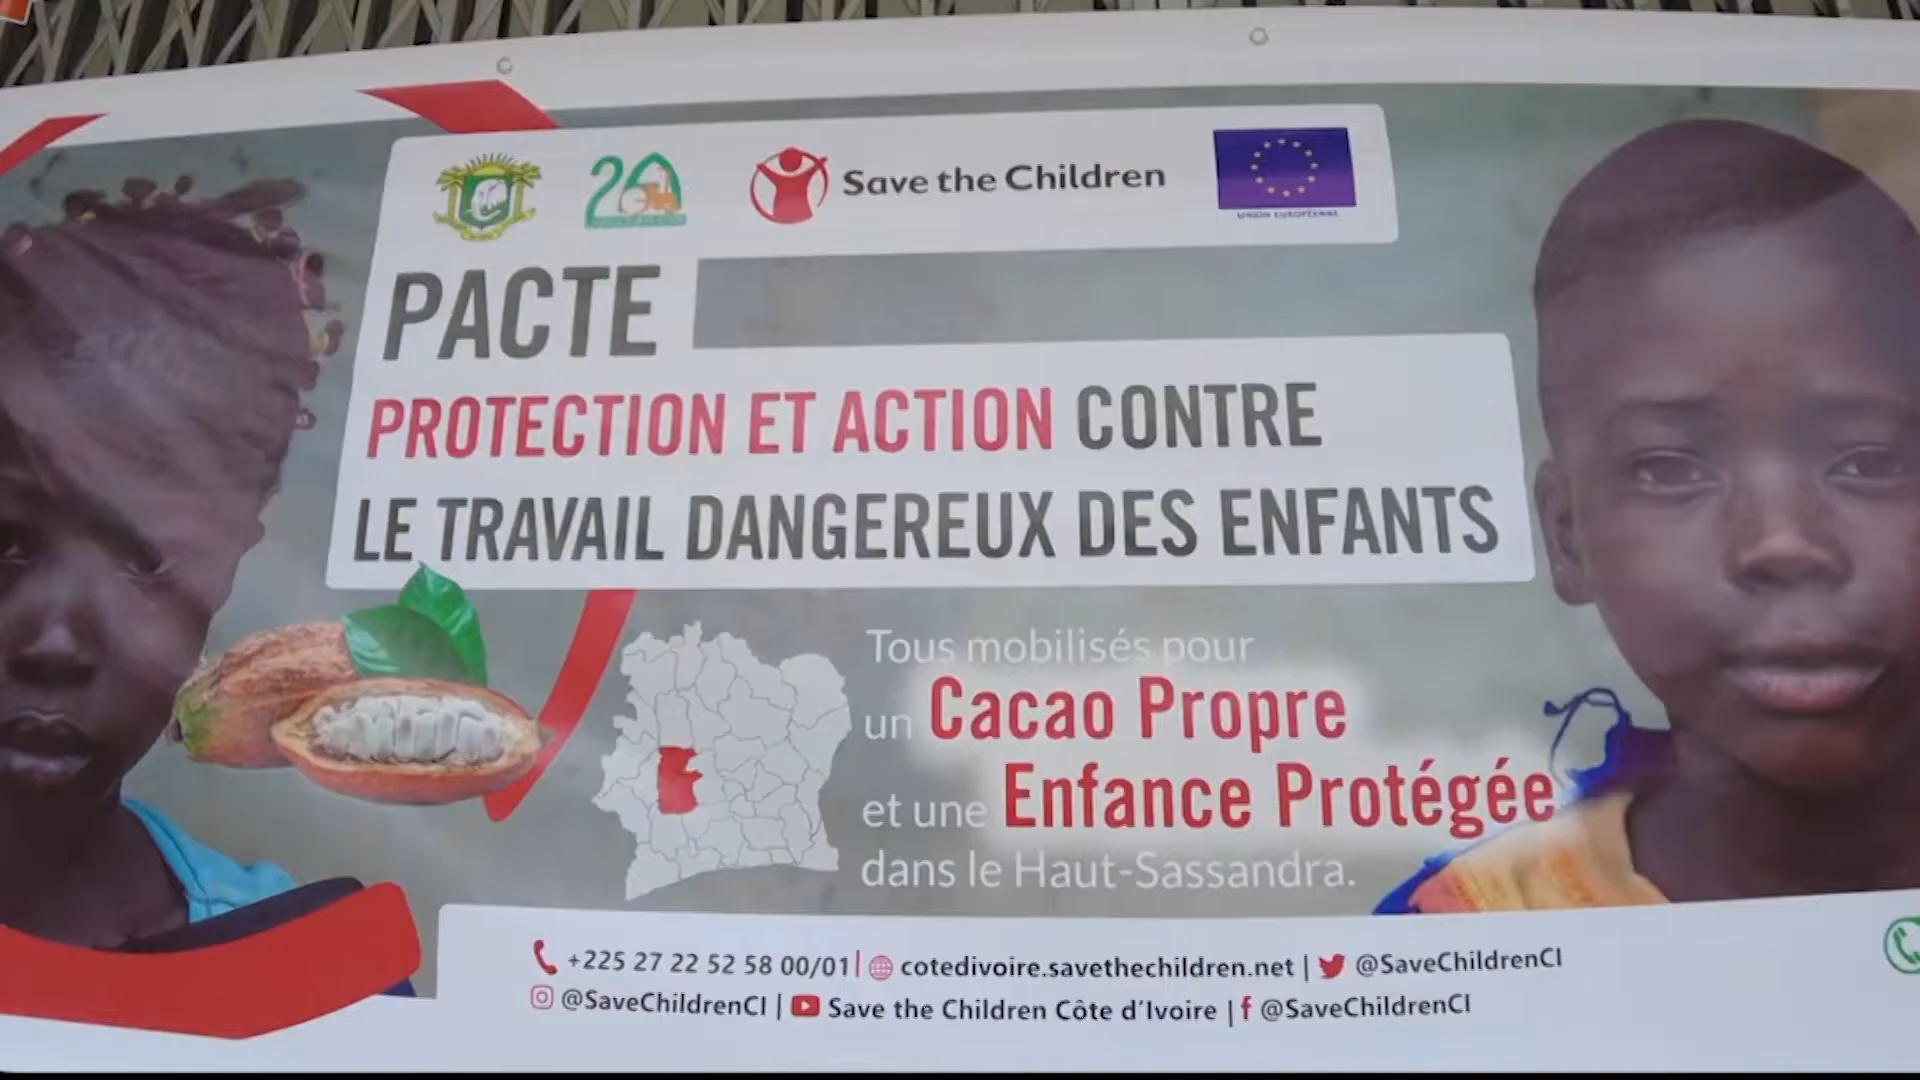 20
Save the Children
UNION EUROPÉENNE
PACTE
PROTECTION ET ACTION CONTRE
LE TRAVAIL DANGEREUX DES ENFANTS
Tous mobilisés pour
un Cacao Propre
et une Enfance Protégée
dans le Haut-Sassandra.
+225 27 22 52 58 00/01| cotedivoire.savethechildren.net | @SaveChildrenCI
@SaveChildrenCI | Save the Children Côte d'Ivoire | f @SaveChildrenCI